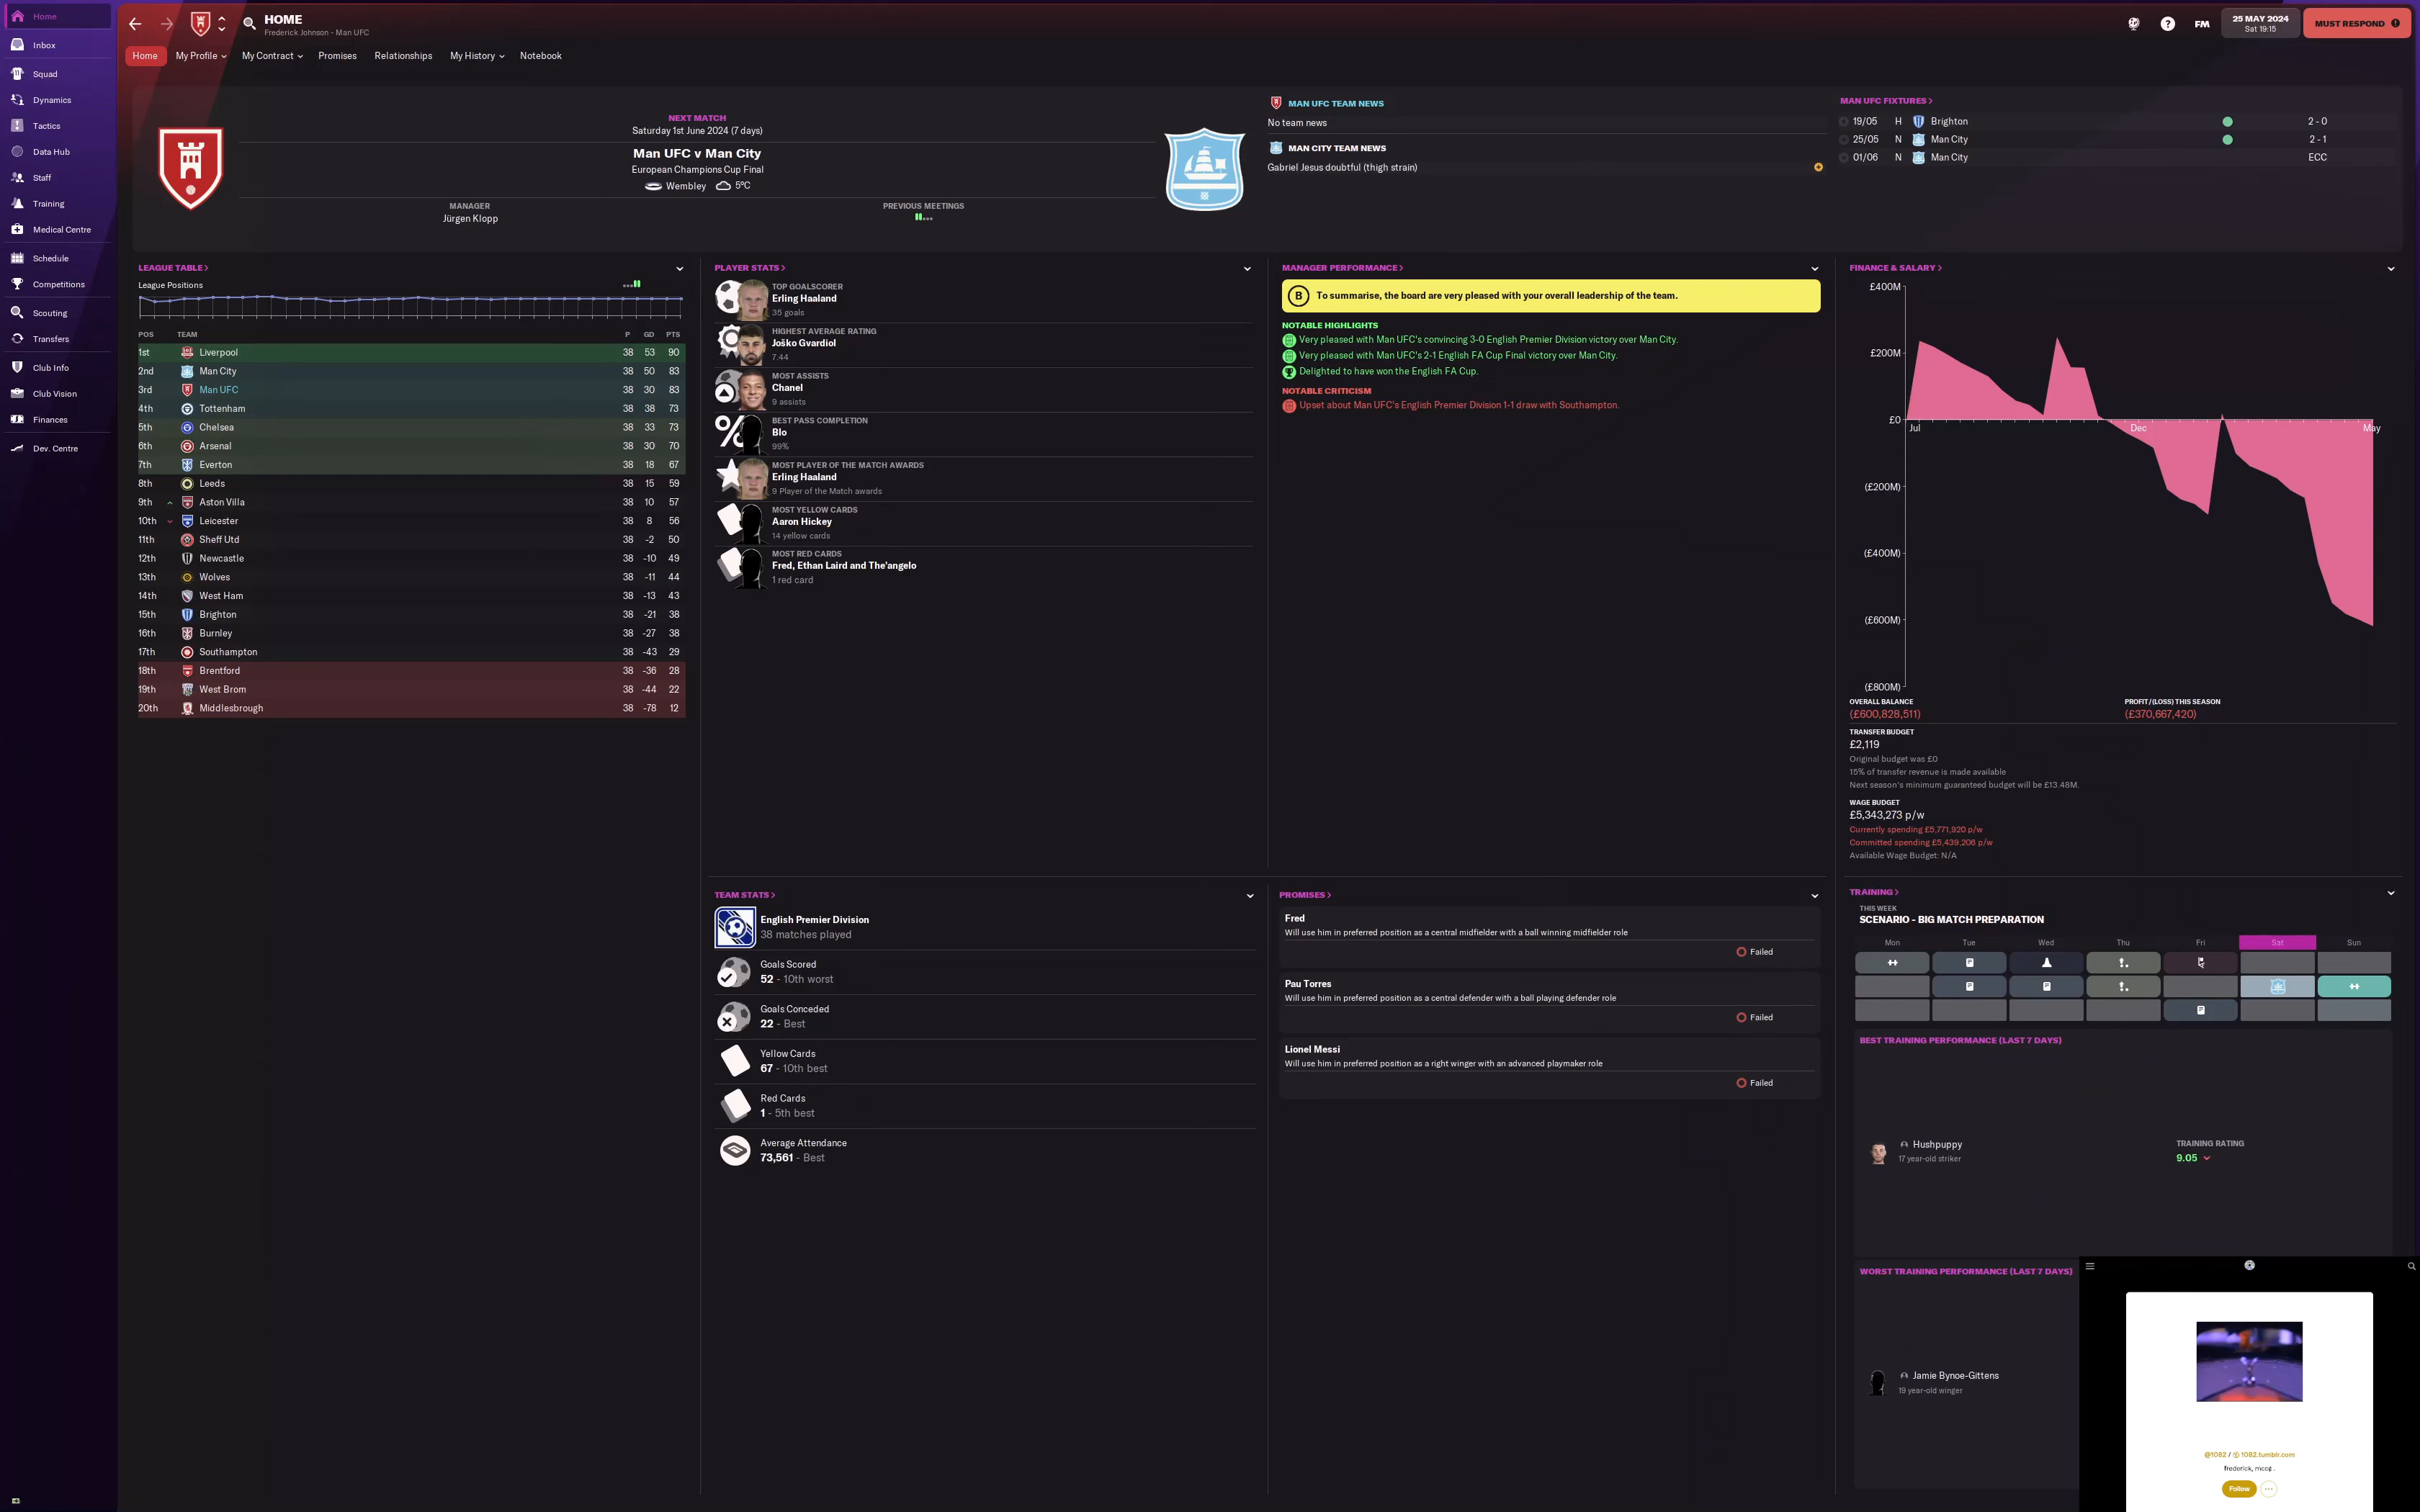 Home
Inbox
Squad
Dynamics
Tactics
Data Hub
Staff
Training
Medical Centre
Schedule
Competitions
Scouting
Transfers
Club Info
Club Vision
Finances
Dev. Centre
HOME
Frederick Johnson - Man UFC
FM
25 MAY 2024
Sat 19:15
MUST RESPOND
Home My Profile My Contract Promises Relationships My History Notebook
NEXT MATCH
Saturday 1st June 2024 (7 days)
Man UFC v Man City
European Champions Cup Final
Wembley 5°C
MANAGER
Jürgen Klopp
PREVIOUS MEETINGS
MAN UFC TEAM NEWS
No team news
MAN CITY TEAM NEWS
Gabriel Jesus doubtful (thigh strain)
MAN UFC FIXTURES
19/05 H Brighton 2 - 0
25/05 N Man City 2 - 1
01/06 N Man City ECC
LEAGUE TABLE
League Positions
POS TEAM P GD PTS
1st Liverpool 38 53 90
2nd Man City 38 50 83
3rd Man UFC 38 30 83
4th Tottenham 38 38 73
5th Chelsea 38 33 73
6th Arsenal 38 30 70
7th Everton 38 18 67
8th Leeds 38 15 59
9th Aston Villa 38 10 57
10th Leicester 38 8 56
11th Sheff Utd 38 -2 50
12th Newcastle 38 -10 49
13th Wolves 38 -11 44
14th West Ham 38 -13 43
15th Brighton 38 -21 38
16th Burnley 38 -27 38
17th Southampton 38 -43 29
18th Brentford 38 -36 28
19th West Brom 38 -44 22
20th Middlesbrough 38 -78 12
PLAYER STATS
TOP GOALSCORER
Erling Haaland
35 goals
HIGHEST AVERAGE RATING
Joško Gvardiol
7.44
MOST ASSISTS
Chanel
9 assists
BEST PASS COMPLETION
Blo
99%
MOST PLAYER OF THE MATCH AWARDS
Erling Haaland
9 Player of the Match awards
MOST YELLOW CARDS
Aaron Hickey
14 yellow cards
MOST RED CARDS
Fred, Ethan Laird and The'angelo
1 red card
MANAGER PERFORMANCE
B To summarise, the board are very pleased with your overall leadership of the team.
NOTABLE HIGHLIGHTS
Very pleased with Man UFC's convincing 3-0 English Premier Division victory over Man City.
Very pleased with Man UFC's 2-1 English FA Cup Final victory over Man City.
Delighted to have won the English FA Cup.
NOTABLE CRITICISM
Upset about Man UFC's English Premier Division 1-1 draw with Southampton.
FINANCE & SALARY
£400M
£200M
£0
Jul Dec May
(£200M)
(£400M)
(£600M)
(£800M)
OVERALL BALANCE
(£600,828,511)
PROFIT/(LOSS) THIS SEASON
(£370,667,420)
TRANSFER BUDGET
£2,119
Original budget was £0
15% of transfer revenue is made available
Next season's minimum guaranteed budget will be £13.48M.
WAGE BUDGET
£5,343,273 p/w
Currently spending £5,771,920 p/w
Committed spending £5,439,206 p/w
Available Wage Budget: N/A
TEAM STATS
English Premier Division
38 matches played
Goals Scored
52 - 10th worst
Goals Conceded
22 - Best
Yellow Cards
67 - 10th best
Red Cards
1 - 5th best
Average Attendance
73,561 - Best
PROMISES
Fred
Will use him in preferred position as a central midfielder with a ball winning midfielder role
Failed
Pau Torres
Will use him in preferred position as a central defender with a ball playing defender role
Failed
Lionel Messi
Will use him in preferred position as a right winger with an advanced playmaker role
Failed
TRAINING
THIS WEEK
SCENARIO - BIG MATCH PREPARATION
Mon Tue Wed Thu Fri Sat Sun
BEST TRAINING PERFORMANCE (LAST 7 DAYS)
Hushpuppy
17 year-old striker
TRAINING RATING
9.05
WORST TRAINING PERFORMANCE (LAST 7 DAYS)
Jamie Bynoe-Gittens
19 year-old winger
@1082 / 1082.tumblr.com
frederick, mcoɡ .
Follow